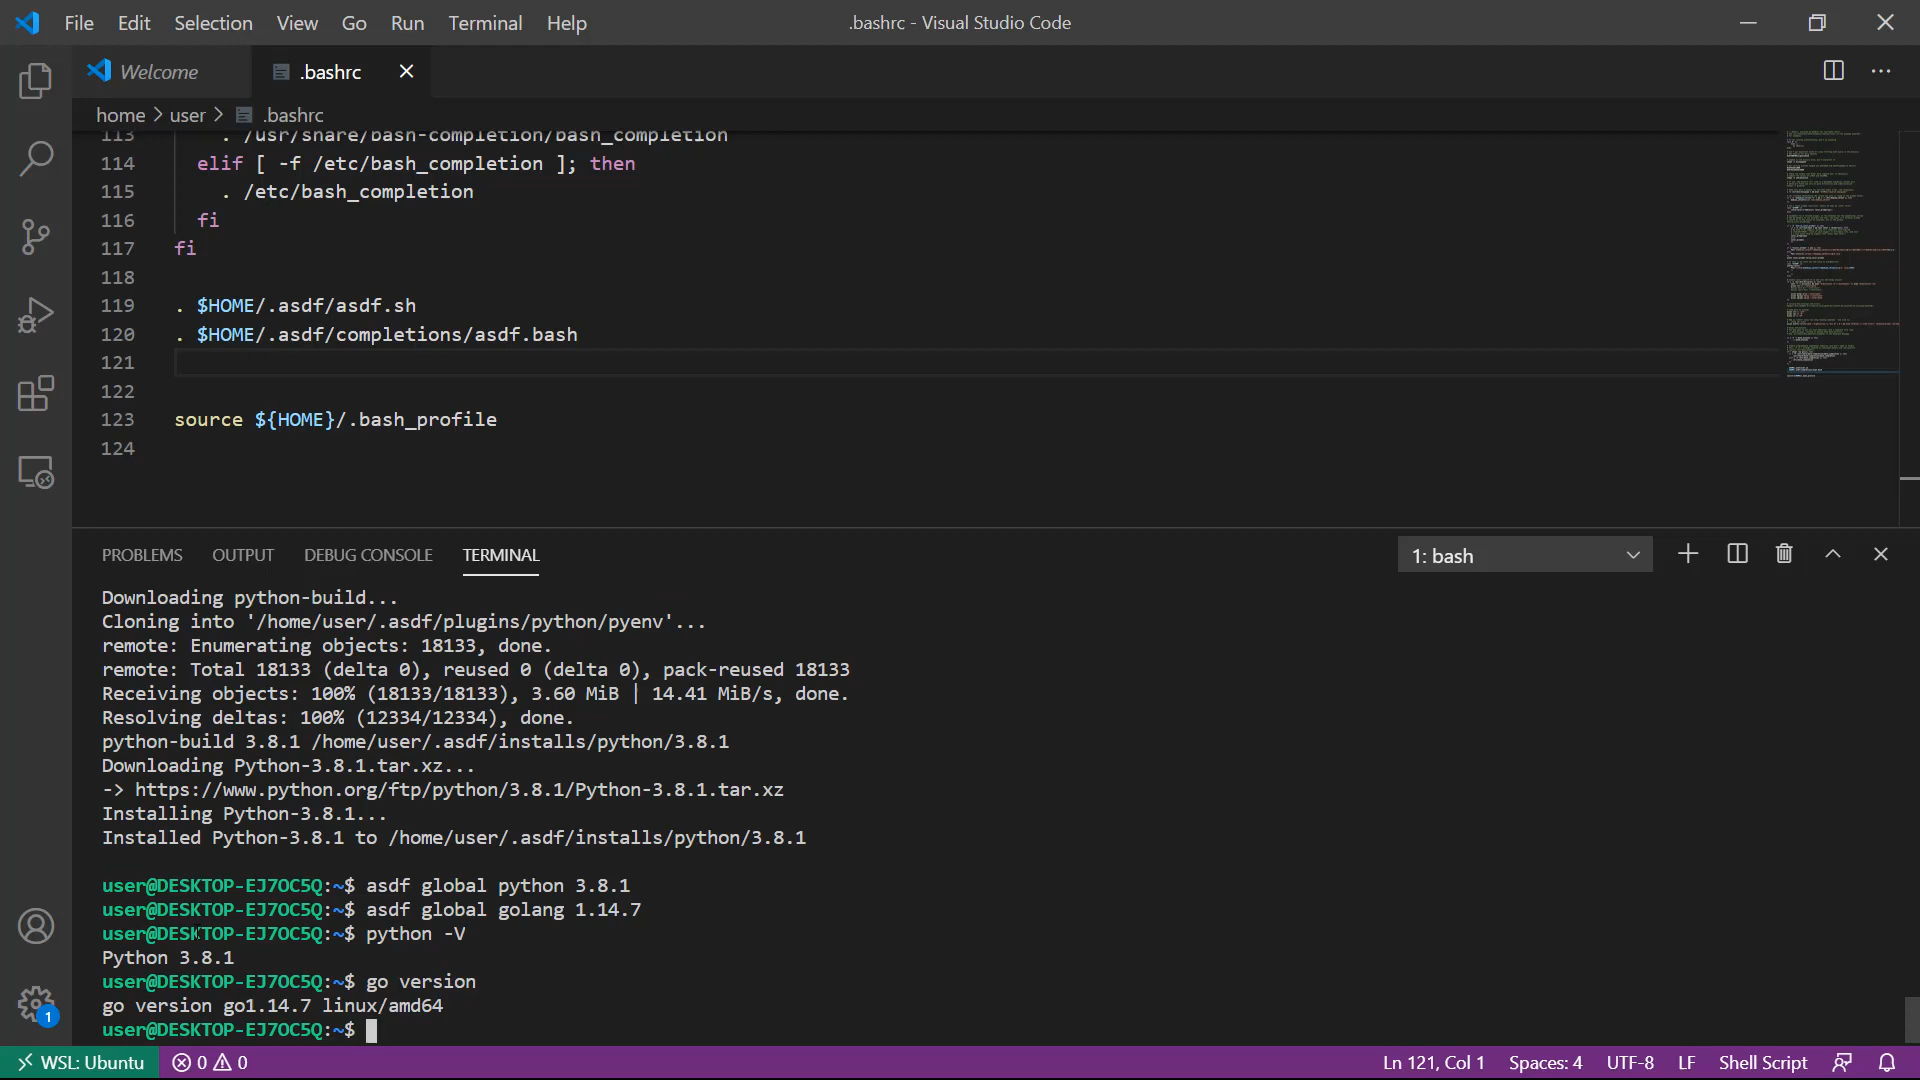 File Edit Selection View Go Run Terminal Help
.bashrc - Visual Studio Code
Welcome
.bashrc
home > user > .bashrc
113 . /usr/share/bash-completion/bash_completion
114 elif [ -f /etc/bash_completion ]; then
115 . /etc/bash_completion
116 fi
117 fi
118
119 . $HOME/.asdf/asdf.sh
120 . $HOME/.asdf/completions/asdf.bash
121
122
123 source ${HOME}/.bash_profile
124
PROBLEMS OUTPUT DEBUG CONSOLE TERMINAL
1: bash
Downloading python-build...
Cloning into '/home/user/.asdf/plugins/python/pyenv'...
remote: Enumerating objects: 18133, done.
remote: Total 18133 (delta 0), reused 0 (delta 0), pack-reused 18133
Receiving objects: 100% (18133/18133), 3.60 MiB | 14.41 MiB/s, done.
Resolving deltas: 100% (12334/12334), done.
python-build 3.8.1 /home/user/.asdf/installs/python/3.8.1
Downloading Python-3.8.1.tar.xz...
-> https://www.python.org/ftp/python/3.8.1/Python-3.8.1.tar.xz
Installing Python-3.8.1...
Installed Python-3.8.1 to /home/user/.asdf/installs/python/3.8.1
user@DESKTOP-EJ7OC5Q:~$ asdf global python 3.8.1
user@DESKTOP-EJ7OC5Q:~$ asdf global golang 1.14.7
user@DESKTOP-EJ7OC5Q:~$ python -V
Python 3.8.1
user@DESKTOP-EJ7OC5Q:~$ go version
go version go1.14.7 linux/amd64
user@DESKTOP-EJ7OC5Q:~$
1
WSL: Ubuntu 0 0 Ln 121, Col 1 Spaces: 4 UTF-8 LF Shell Script